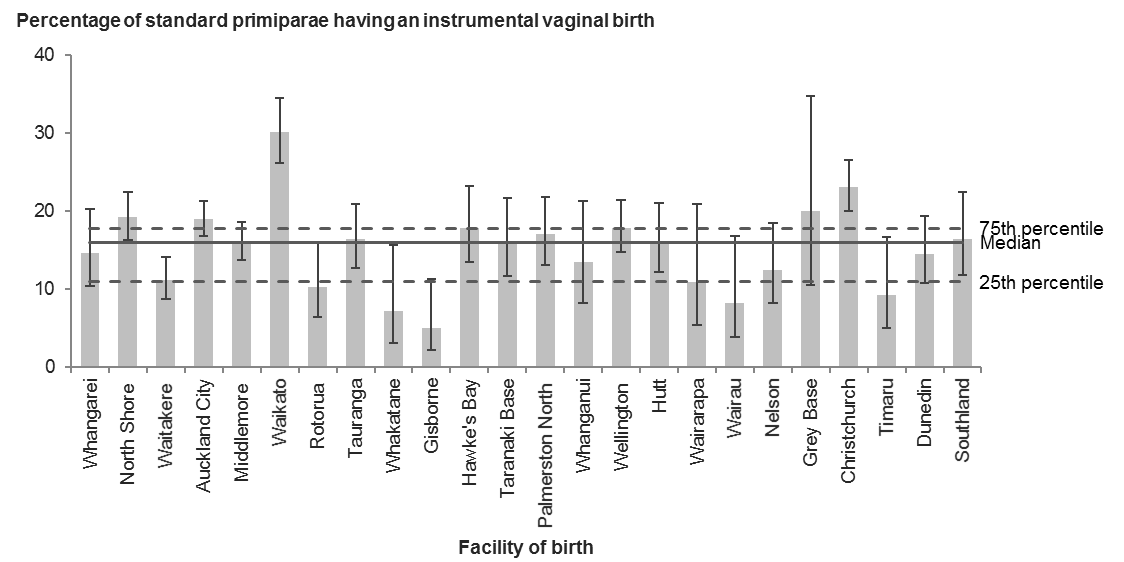 Percentage of standard primiparae having an instrumental vaginal birth
40
30
20
10
0
75th percentile
Median
25th percentile
Whangarei
North Shore
Waitakere
Auckland City
Middlemore
Waikato
Rotorua
Tauranga
Whakatane
Gisborne
Hawke's Bay
Taranaki Base
Palmerston North
Whanganui
Wellington
Hutt
Wairarapa
Wairau
Nelson
Grey Base
Christchurch
Timaru
Dunedin
Southland
Facility of birth